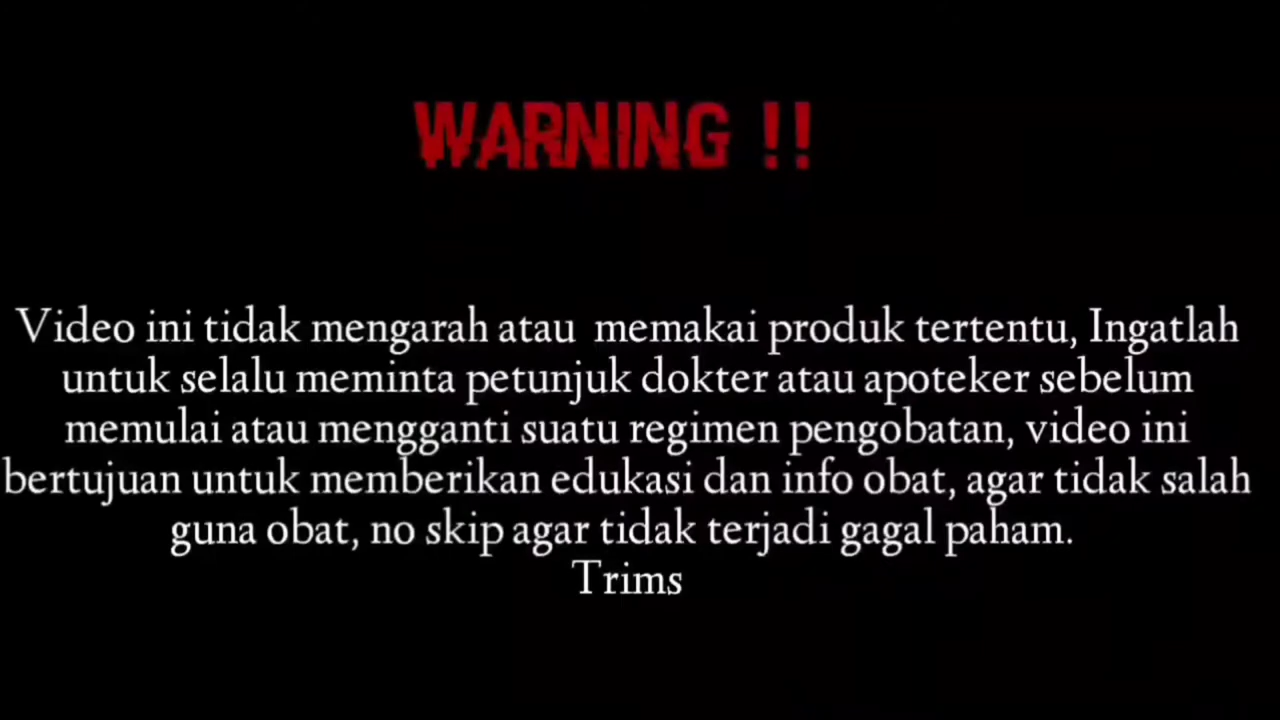 WARNING !!
Video ini tidak mengarah atau memakai produk tertentu, Ingatlah
untuk selalu meminta petunjuk dokter atau apoteker sebelum
memulai atau mengganti suatu regimen pengobatan, video ini
bertujuan untuk memberikan edukasi dan info obat, agar tidak salah
guna obat, no skip agar tidak terjadi gagal paham.
Trims